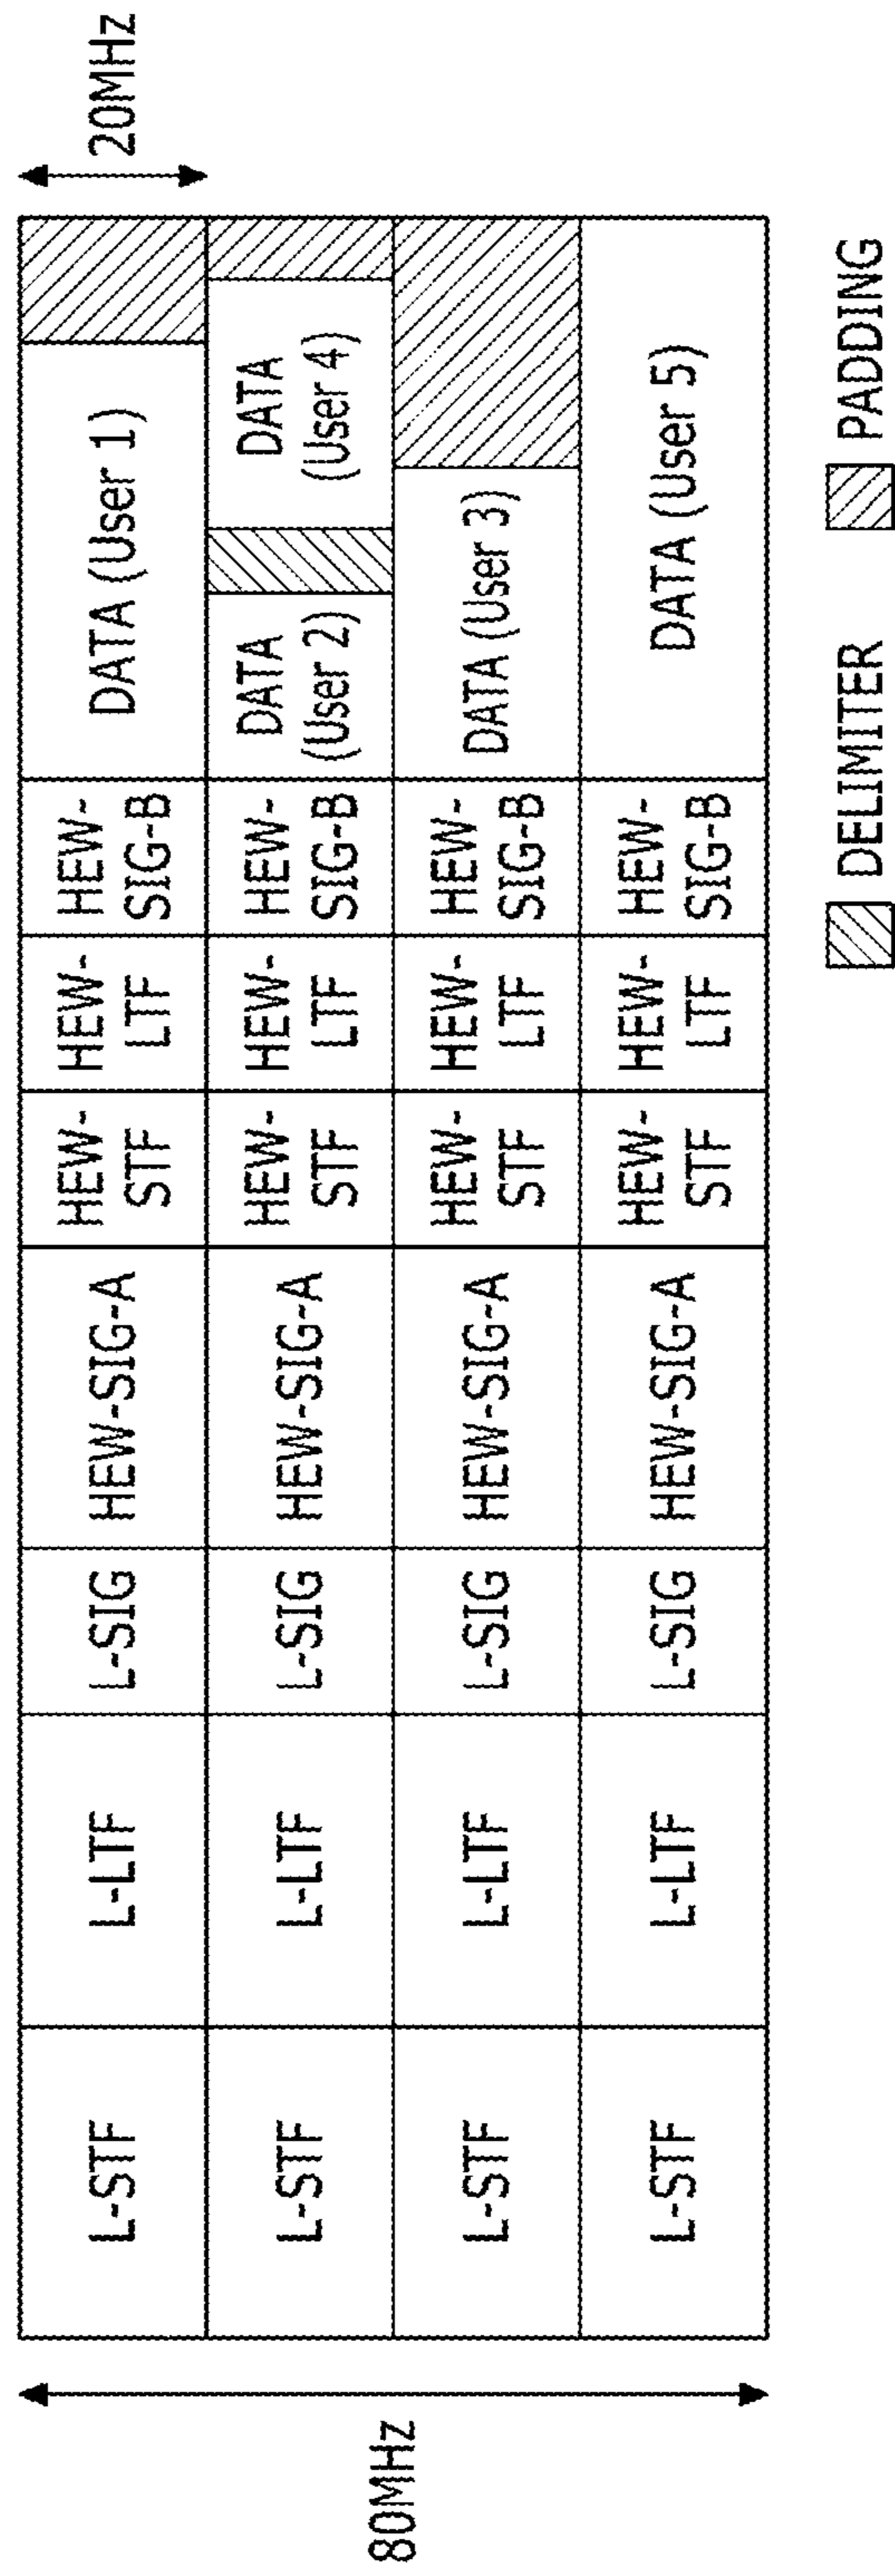 20MHz
80MHz
L-STF
L-LTF
L-SIG
HEW-SIG-A
HEW-
STF
HEW-
LTF
HEW-
SIG-B
DATA (User 1)
L-STF
L-LTF
L-SIG
HEW-SIG-A
HEW-
STF
HEW-
LTF
HEW-
SIG-B
DATA
(User 2)
DATA
(User 4)
L-STF
L-LTF
L-SIG
HEW-SIG-A
HEW-
STF
HEW-
LTF
HEW-
SIG-B
DATA (User 3)
L-STF
L-LTF
L-SIG
HEW-SIG-A
HEW-
STF
HEW-
LTF
HEW-
SIG-B
DATA (User 5)
DELIMITER
PADDING